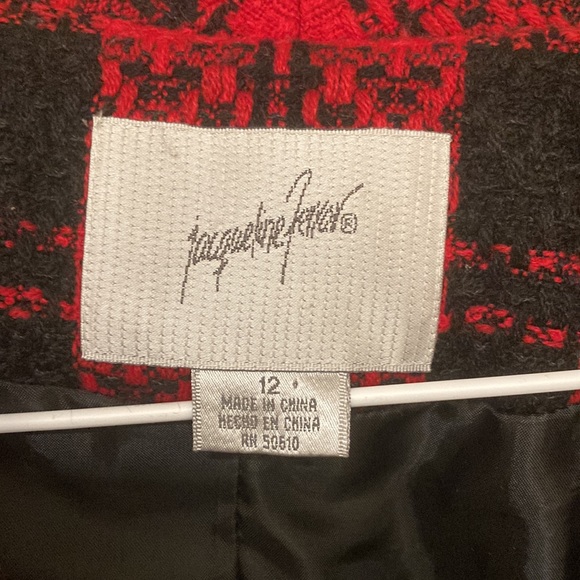 jacqueline Ferrar®
12
MADE IN CHINA
HECHO EN CHINA
RN 50610